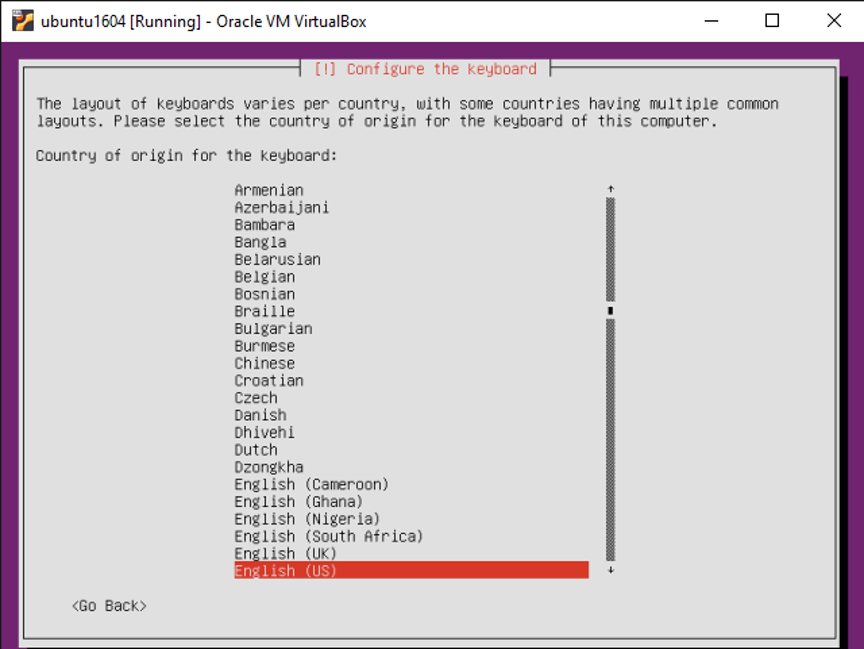 ubuntu1604 [Running] - Oracle VM VirtualBox
[!] Configure the keyboard
The layout of keyboards varies per country, with some countries having multiple common
layouts. Please select the country of origin for the keyboard of this computer.
Country of origin for the keyboard:
Armenian
Azerbaijani
Bambara
Bangla
Belarusian
Belgian
Bosnian
Braille
Bulgarian
Burmese
Chinese
Croatian
Czech
Danish
Dhivehi
Dutch
Dzongkha
English (Cameroon)
English (Ghana)
English (Nigeria)
English (South Africa)
English (UK)
English (US)
<Go Back>